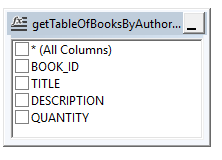 getTableOfBooksByAuthor...
* (All Columns)
BOOK_ID
TITLE
DESCRIPTION
QUANTITY